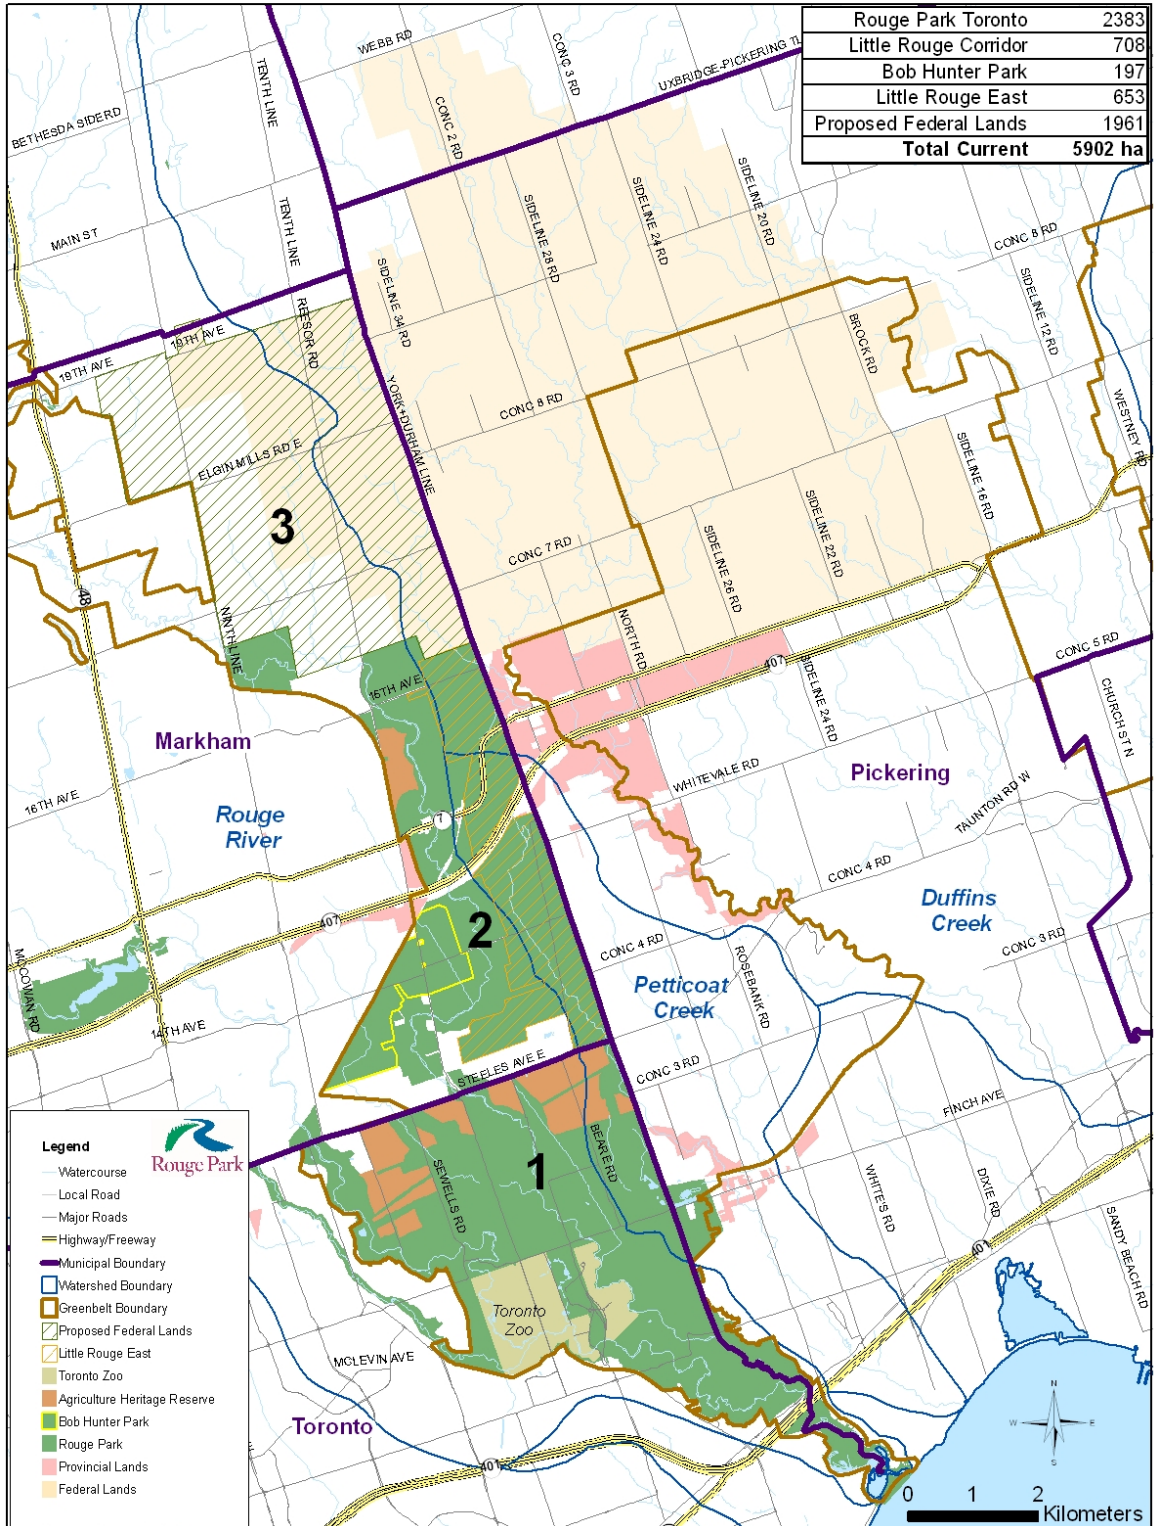 Rouge Park Toronto 2383
Little Rouge Corridor 708
Bob Hunter Park 197
Little Rouge East 653
Proposed Federal Lands 1961
Total Current 5902 ha
WEBB RD
CONC 3 RD
UXBRIDGE-PICKERING TL
TENTH LINE
CONC 2 RD
BETHESDA SIDERD
SIDELINE 20 RD
SIDELINE 24 RD
SIDELINE 28 RD
TENTH LINE
MAIN ST
CONC 8 RD
SIDELINE 34 RD
SIDELINE 12 RD
REESOR RD
19TH AVE
BROCK RD
19TH AVE
YORK+DURHAM LINE
CONC 8 RD
WESTNEY RD
ELGIN MILLS RD E
SIDELINE 16 RD
3
SIDELINE 22 RD
CONC 7 RD
SIDELINE 26 RD
48
NINTH LINE
NORTH RD
CONC 5 RD
407
SIDELINE 24 RD
16TH AVE
CHURCH ST N
Markham
WHITEVALE RD
Pickering
16TH AVE
TAUNTON RD W
Rouge
River
7
CONC 4 RD
Duffins
Creek
407
2
CONC 4 RD
CONC 3 RD
MCCOWAN RD
ROSEBANK RD
Petticoat
Creek
14TH AVE
STEELES AVE E
CONC 3 RD
FINCH AVE
BEARE RD
1
SEWELLS RD
WHITES RD
DIXIE RD
SANDY BEACH RD
401
Toronto
Zoo
MCLEVIN AVE
Toronto
401
Legend
Rouge Park
Watercourse
Local Road
Major Roads
Highway/Freeway
Municipal Boundary
Watershed Boundary
Greenbelt Boundary
Proposed Federal Lands
Little Rouge East
Toronto Zoo
Agriculture Heritage Reserve
Bob Hunter Park
Rouge Park
Provincial Lands
Federal Lands
N
W E
S
0 1 2
Kilometers